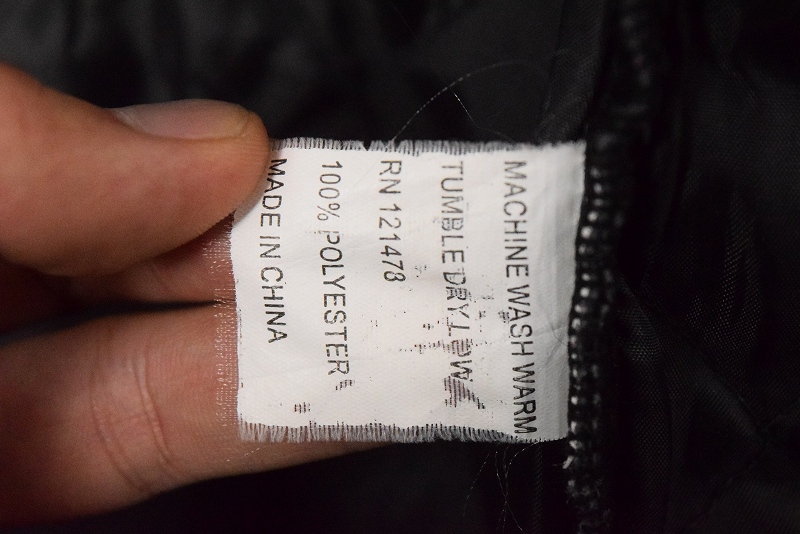 MACHINE WASH WARM
TUMBLE DRY LOW
RN 121478
100% POLYESTER
MADE IN CHINA